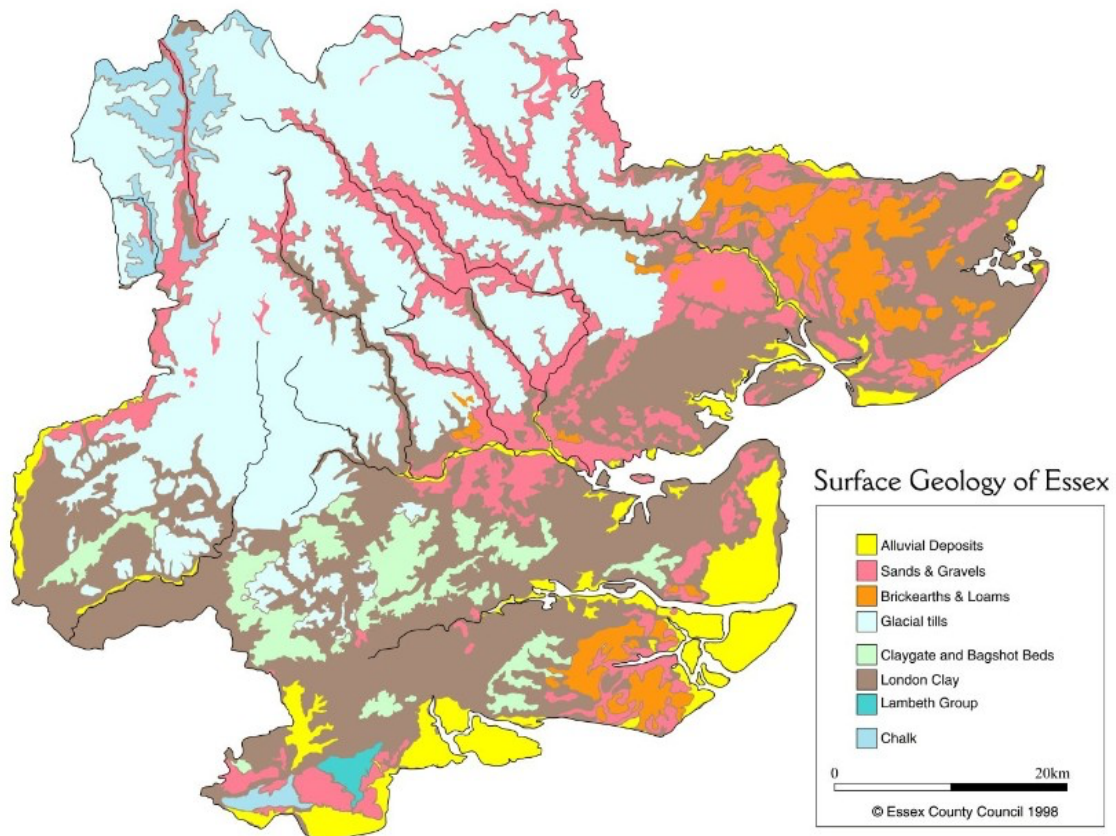 Surface Geology of Essex
Alluvial Deposits
Sands & Gravels
Brickearths & Loams
Glacial tills
Claygate and Bagshot Beds
London Clay
Lambeth Group
Chalk
0 20km
© Essex County Council 1998